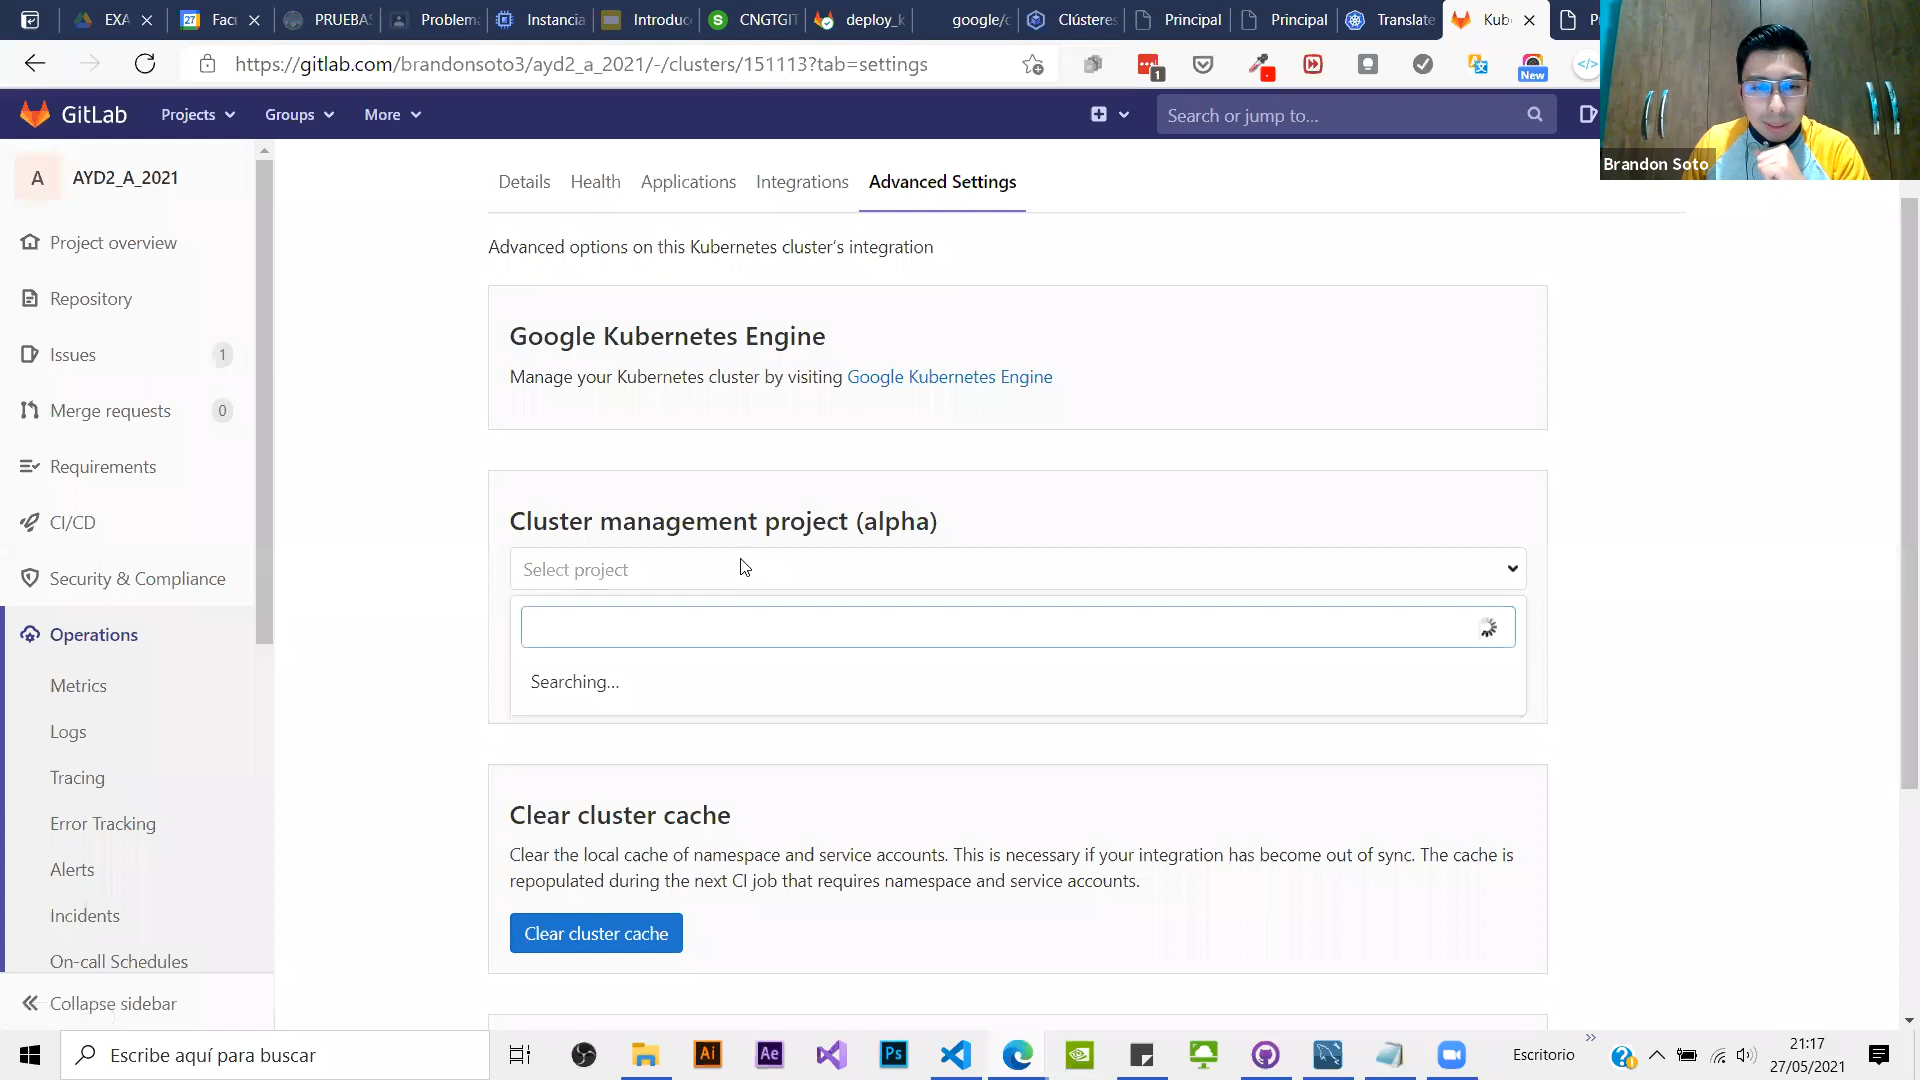 EXA
Fac
PRUEBAS
Problema
Instancia
Introduc
CNGTGIT
deploy_k
google/c
Clústeres
Principal
Principal
Translate
Kub
https://gitlab.com/brandonsoto3/ayd2_a_2021/-/clusters/151113?tab=settings
1
New
GitLab
Projects
Groups
More
Search or jump to...
Brandon Soto
A
AYD2_A_2021
Project overview
Repository
Issues
1
Merge requests
0
Requirements
CI/CD
Security & Compliance
Operations
Metrics
Logs
Tracing
Error Tracking
Alerts
Incidents
On-call Schedules
Collapse sidebar
Details
Health
Applications
Integrations
Advanced Settings
Advanced options on this Kubernetes cluster's integration
Google Kubernetes Engine
Manage your Kubernetes cluster by visiting Google Kubernetes Engine
Cluster management project (alpha)
Select project
Searching...
Clear cluster cache
Clear the local cache of namespace and service accounts. This is necessary if your integration has become out of sync. The cache is
repopulated during the next CI job that requires namespace and service accounts.
Clear cluster cache
Escribe aquí para buscar
Ai
Ae
Ps
Escritorio
21:17
27/05/2021